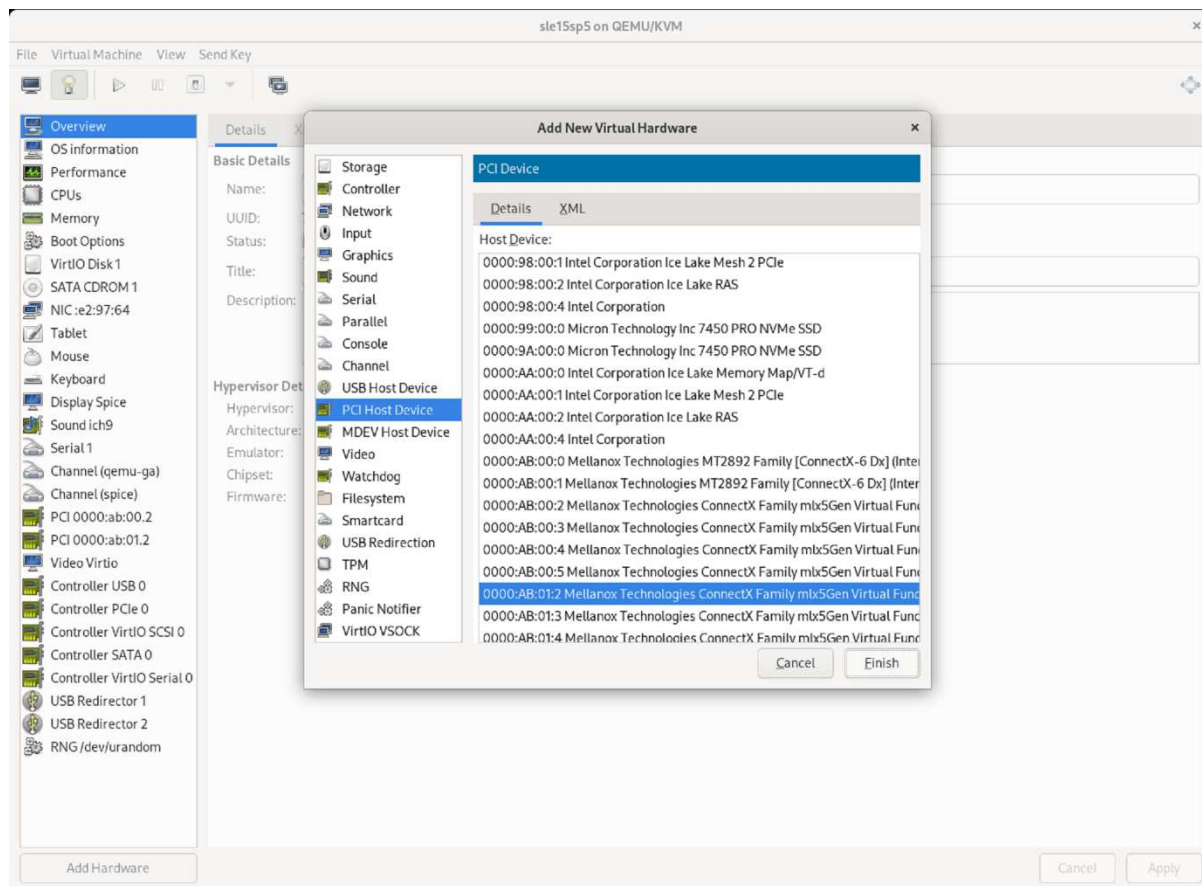 sle15sp5 on QEMU/KVM
File Virtual Machine View Send Key
Overview
OS information
Performance
CPUs
Memory
Boot Options
VirtIO Disk 1
SATA CDROM 1
NIC :e2:97:64
Tablet
Mouse
Keyboard
Display Spice
Sound ich9
Serial 1
Channel (qemu-ga)
Channel (spice)
PCI 0000:ab:00.2
PCI 0000:ab:01.2
Video Virtio
Controller USB 0
Controller PCIe 0
Controller VirtIO SCSI 0
Controller SATA 0
Controller VirtIO Serial 0
USB Redirector 1
USB Redirector 2
RNG /dev/urandom
Add Hardware
Details X
Basic Details
Name:
UUID:
Status:
Title:
Description:
Hypervisor Det
Hypervisor:
Architecture:
Emulator:
Chipset:
Firmware:
Add New Virtual Hardware
Storage
Controller
Network
Input
Graphics
Sound
Serial
Parallel
Console
Channel
USB Host Device
PCI Host Device
MDEV Host Device
Video
Watchdog
Filesystem
Smartcard
USB Redirection
TPM
RNG
Panic Notifier
VirtIO VSOCK
PCI Device
Details XML
Host Device:
0000:98:00:1 Intel Corporation Ice Lake Mesh 2 PCIe
0000:98:00:2 Intel Corporation Ice Lake RAS
0000:98:00:4 Intel Corporation
0000:99:00:0 Micron Technology Inc 7450 PRO NVMe SSD
0000:9A:00:0 Micron Technology Inc 7450 PRO NVMe SSD
0000:AA:00:0 Intel Corporation Ice Lake Memory Map/VT-d
0000:AA:00:1 Intel Corporation Ice Lake Mesh 2 PCIe
0000:AA:00:2 Intel Corporation Ice Lake RAS
0000:AA:00:4 Intel Corporation
0000:AB:00:0 Mellanox Technologies MT2892 Family [ConnectX-6 Dx] (Inter
0000:AB:00:1 Mellanox Technologies MT2892 Family [ConnectX-6 Dx] (Inter
0000:AB:00:2 Mellanox Technologies ConnectX Family mlx5Gen Virtual Func
0000:AB:00:3 Mellanox Technologies ConnectX Family mlx5Gen Virtual Func
0000:AB:00:4 Mellanox Technologies ConnectX Family mlx5Gen Virtual Func
0000:AB:00:5 Mellanox Technologies ConnectX Family mlx5Gen Virtual Func
0000:AB:01:2 Mellanox Technologies ConnectX Family mlx5Gen Virtual Func
0000:AB:01:3 Mellanox Technologies ConnectX Family mlx5Gen Virtual Func
0000:AB:01:4 Mellanox Technologies ConnectX Family mlx5Gen Virtual Func
Cancel Finish
Cancel Apply